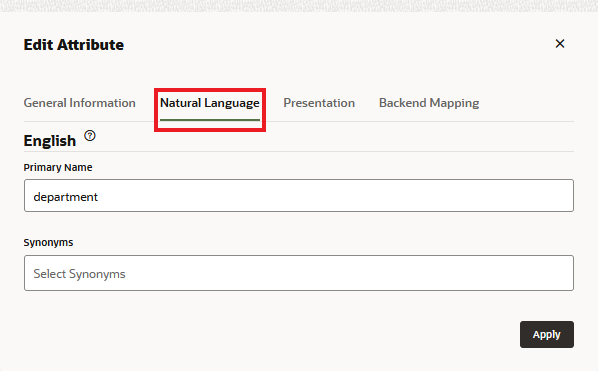 Edit Attribute
General Information Natural Language Presentation Backend Mapping
English
Primary Name
department
Synonyms
Select Synonyms
Apply